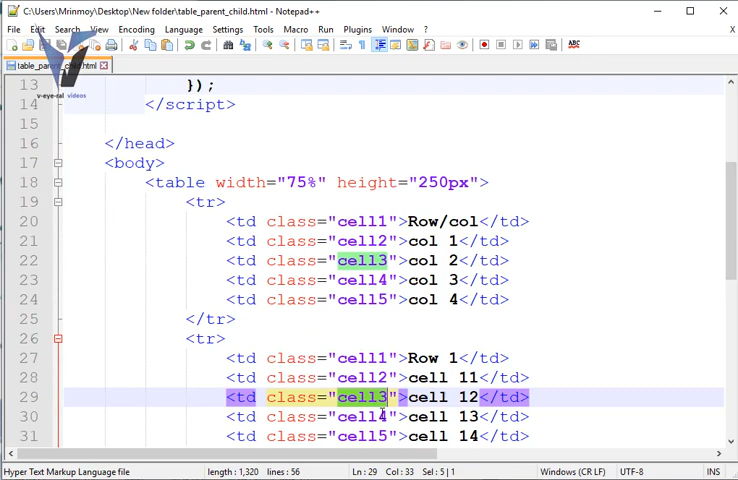 C:\Users\Mrinmoy\Desktop\New folder\table_parent_child.html - Notepad++
File Edit Search View Encoding Language Settings Tools Macro Run Plugins Window ?
ABC
v-eye-ral videos
13 });
14 </script>
15
16 </head>
17 <body>
18 <table width="75%" height="250px">
19 <tr>
20 <td class="cell1">Row/col</td>
21 <td class="cell2">col 1</td>
22 <td class="cell3">col 2</td>
23 <td class="cell4">col 3</td>
24 <td class="cell5">col 4</td>
25 </tr>
26 <tr>
27 <td class="cell1">Row 1</td>
28 <td class="cell2">cell 11</td>
29 <td class="cell3">cell 12</td>
30 <td class="cell4">cell 13</td>
31 <td class="cell5">cell 14</td>
Hyper Text Markup Language file length : 1,320 lines : 56 Ln : 29 Col : 33 Sel : 5 | 1 Windows (CR LF) UTF-8 INS